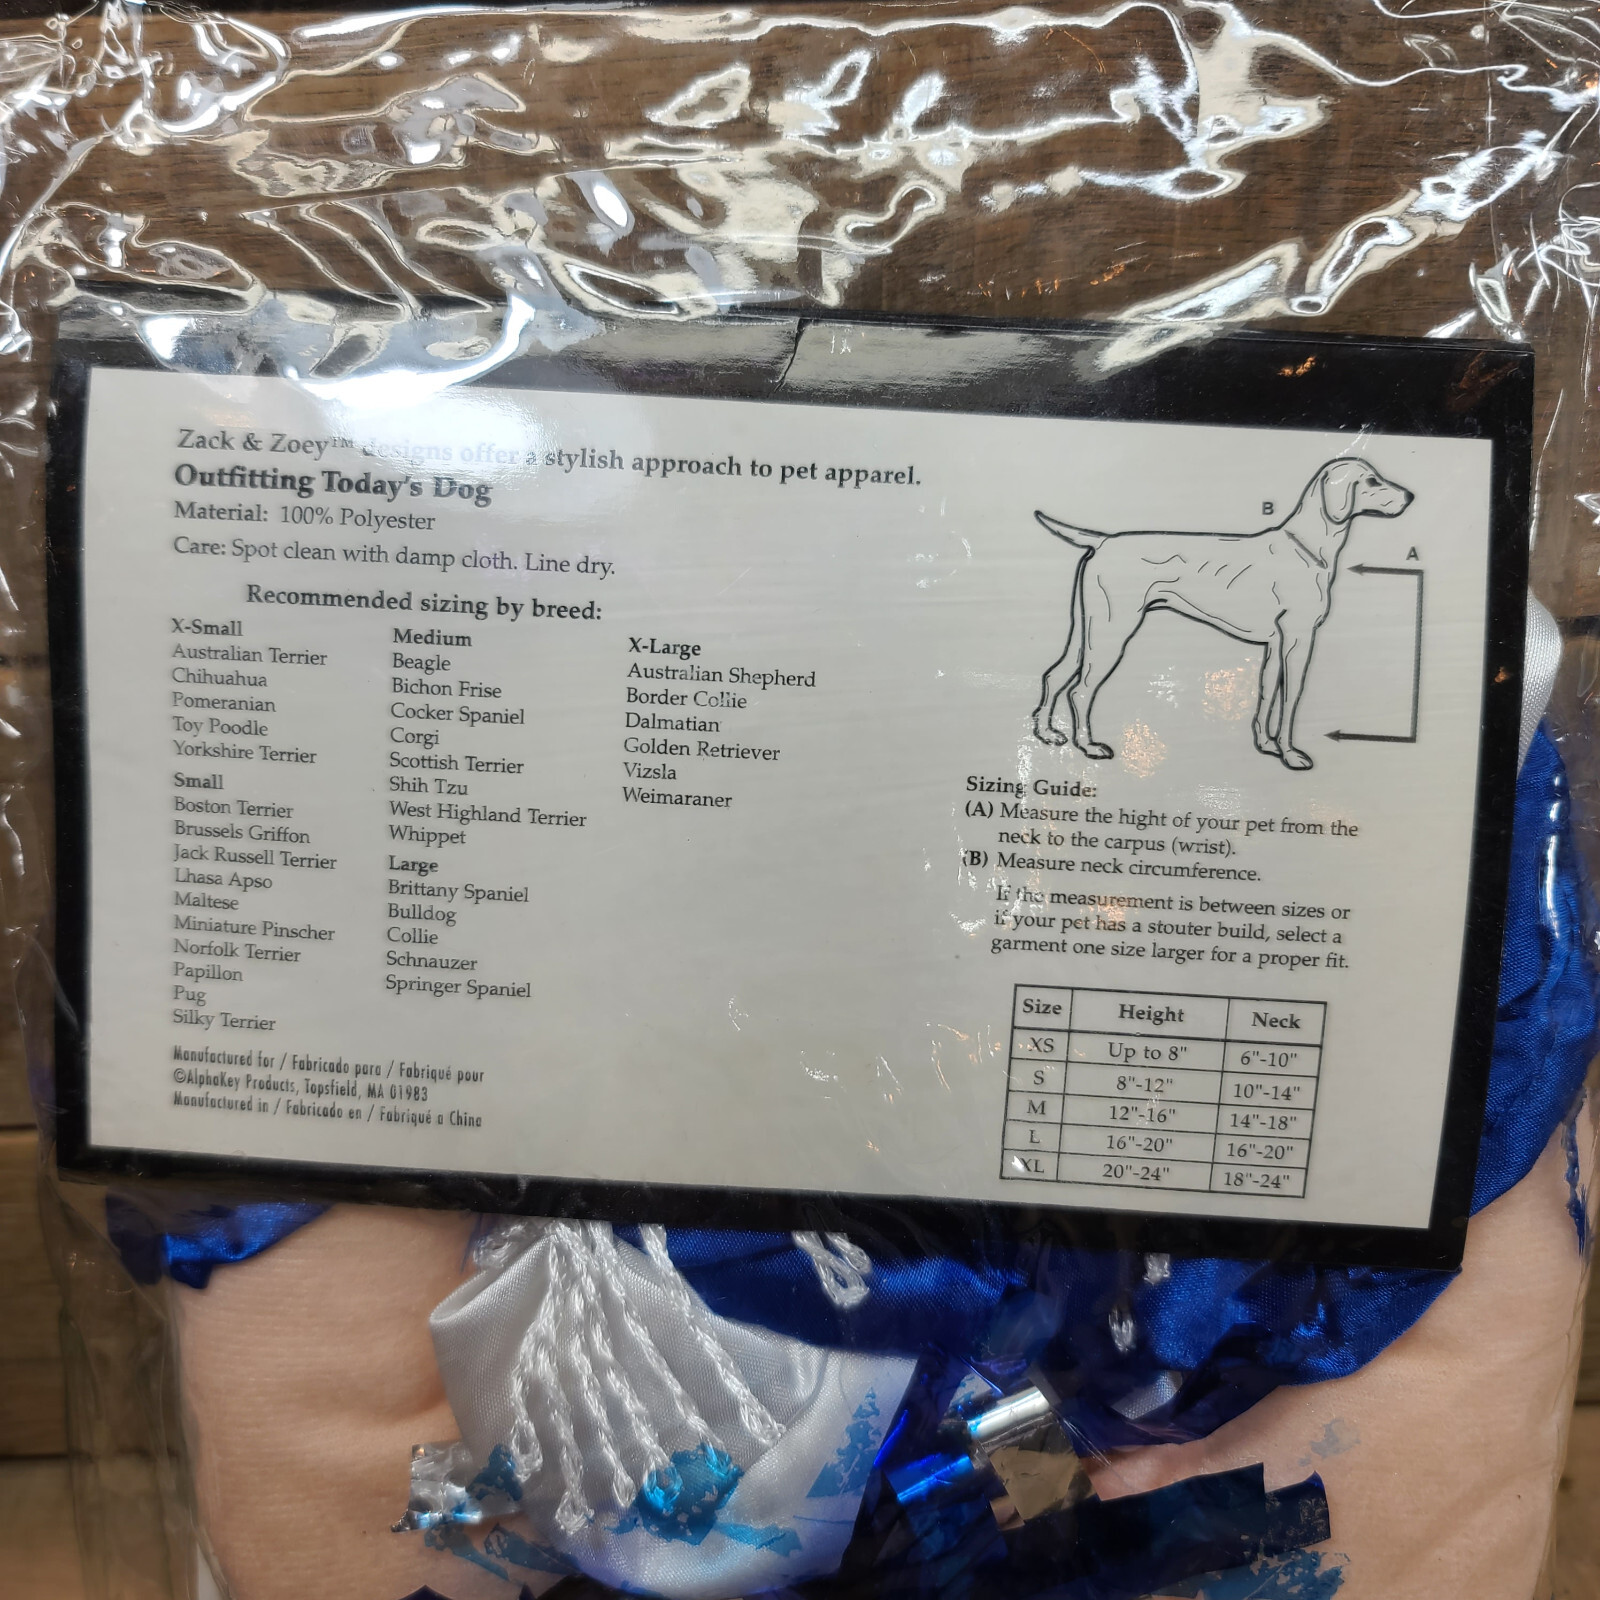 Zack & Zoey™ designs offer a stylish approach to pet apparel.
Outfitting Today's Dog
Material: 100% Polyester
Care: Spot clean with damp cloth. Line dry.
Recommended sizing by breed:
X-Small
Australian Terrier
Chihuahua
Pomeranian
Toy Poodle
Yorkshire Terrier
Small
Boston Terrier
Brussels Griffon
Jack Russell Terrier
Lhasa Apso
Maltese
Miniature Pinscher
Norfolk Terrier
Papillon
Pug
Silky Terrier
Medium
Beagle
Bichon Frise
Cocker Spaniel
Corgi
Scottish Terrier
Shih Tzu
West Highland Terrier
Whippet
Large
Brittany Spaniel
Bulldog
Collie
Schnauzer
Springer Spaniel
X-Large
Australian Shepherd
Border Collie
Dalmatian
Golden Retriever
Vizsla
Weimaraner
Manufactured for / Fabricado para / Fabriqué pour
©AlphaKey Products, Topsfield, MA 01983
Manufactured in / Fabricado en / Fabriqué a China
B
A
Sizing Guide:
(A) Measure the hight of your pet from the
neck to the carpus (wrist).
(B) Measure neck circumference.
If the measurement is between sizes or
if your pet has a stouter build, select a
garment one size larger for a proper fit.
Size Height Neck
XS Up to 8" 6"-10"
S 8"-12" 10"-14"
M 12"-16" 14"-18"
L 16"-20" 16"-20"
XL 20"-24" 18"-24"